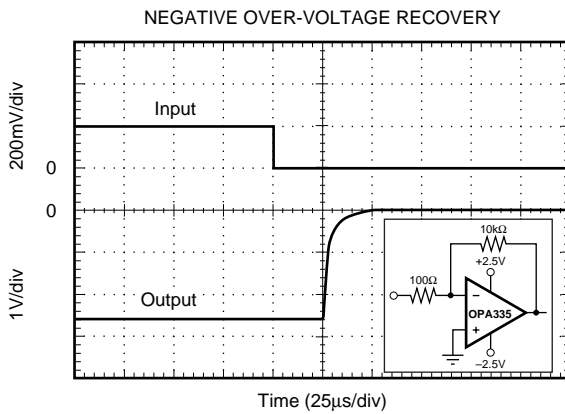 NEGATIVE OVER-VOLTAGE RECOVERY
200mV/div
Input
0
0
1V/div
Output
10kΩ
+2.5V
100Ω
−
OPA335
+
−2.5V
Time (25μs/div)